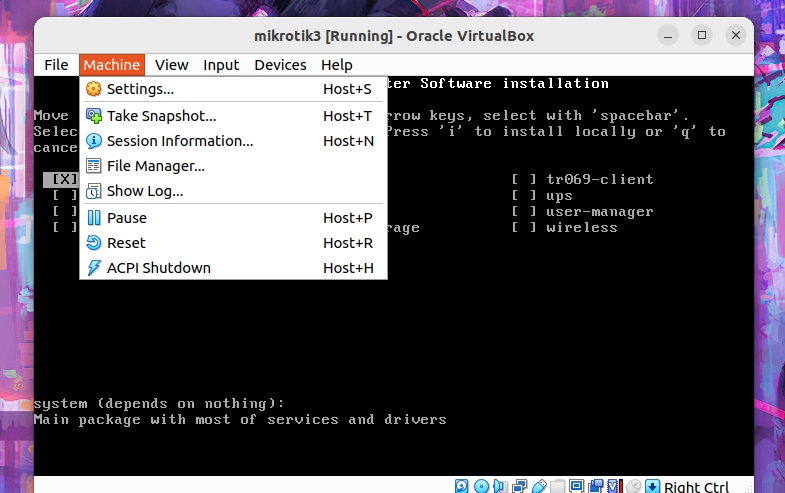 mikrotik3 [Running] - Oracle VirtualBox
File Machine View Input Devices Help
Settings... Host+S
Take Snapshot... Host+T
Session Information... Host+N
File Manager...
Show Log...
Pause Host+P
Reset Host+R
ACPI Shutdown Host+H
ter Software installation
Move rrow keys, select with 'spacebar'.
Selec Press 'i' to install locally or 'q' to
cance
[X] [ ] tr069-client
[ ] [ ] ups
[ ] [ ] user-manager
[ ] rage [ ] wireless
system (depends on nothing):
Main package with most of services and drivers
Right Ctrl